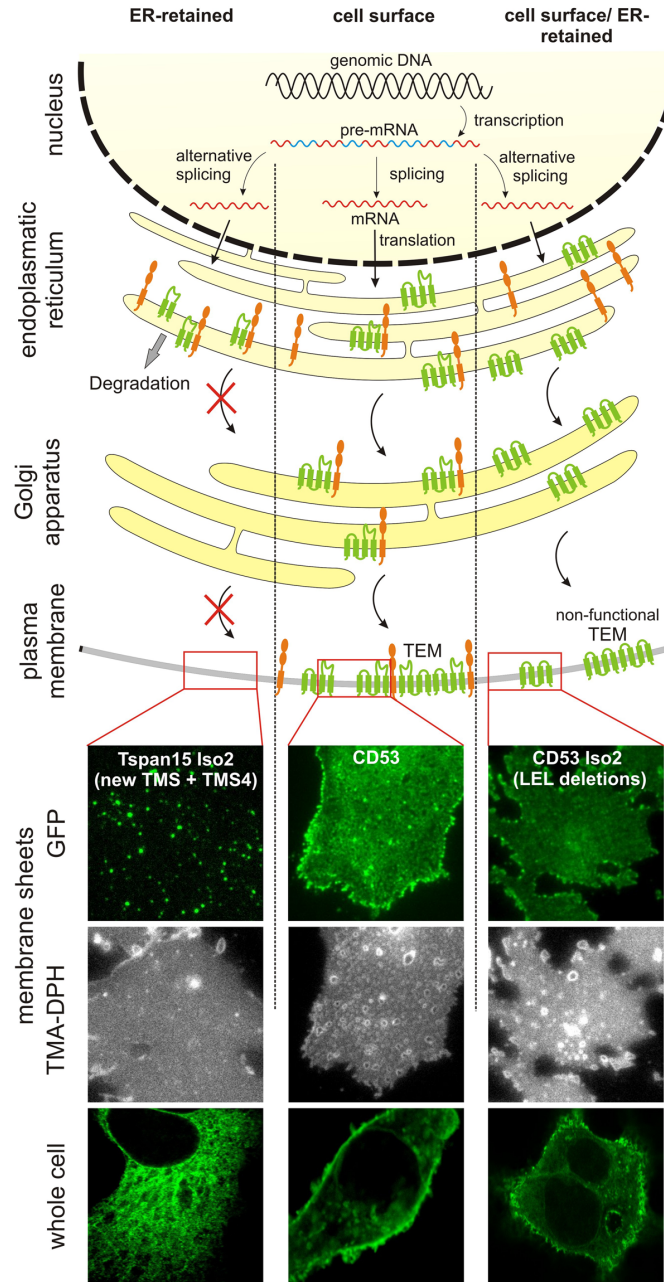 ER-retained
cell surface
cell surface/ ER-
retained
nucleus
genomic DNA
transcription
pre-mRNA
alternative
splicing
splicing
alternative
splicing
mRNA
translation
endoplasmatic
reticulum
Degradation
Golgi
apparatus
plasma
membrane
TEM
non-functional
TEM
membrane sheets
GFP
Tspan15 Iso2
(new TMS + TMS4)
CD53
CD53 Iso2
(LEL deletions)
TMA-DPH
whole cell